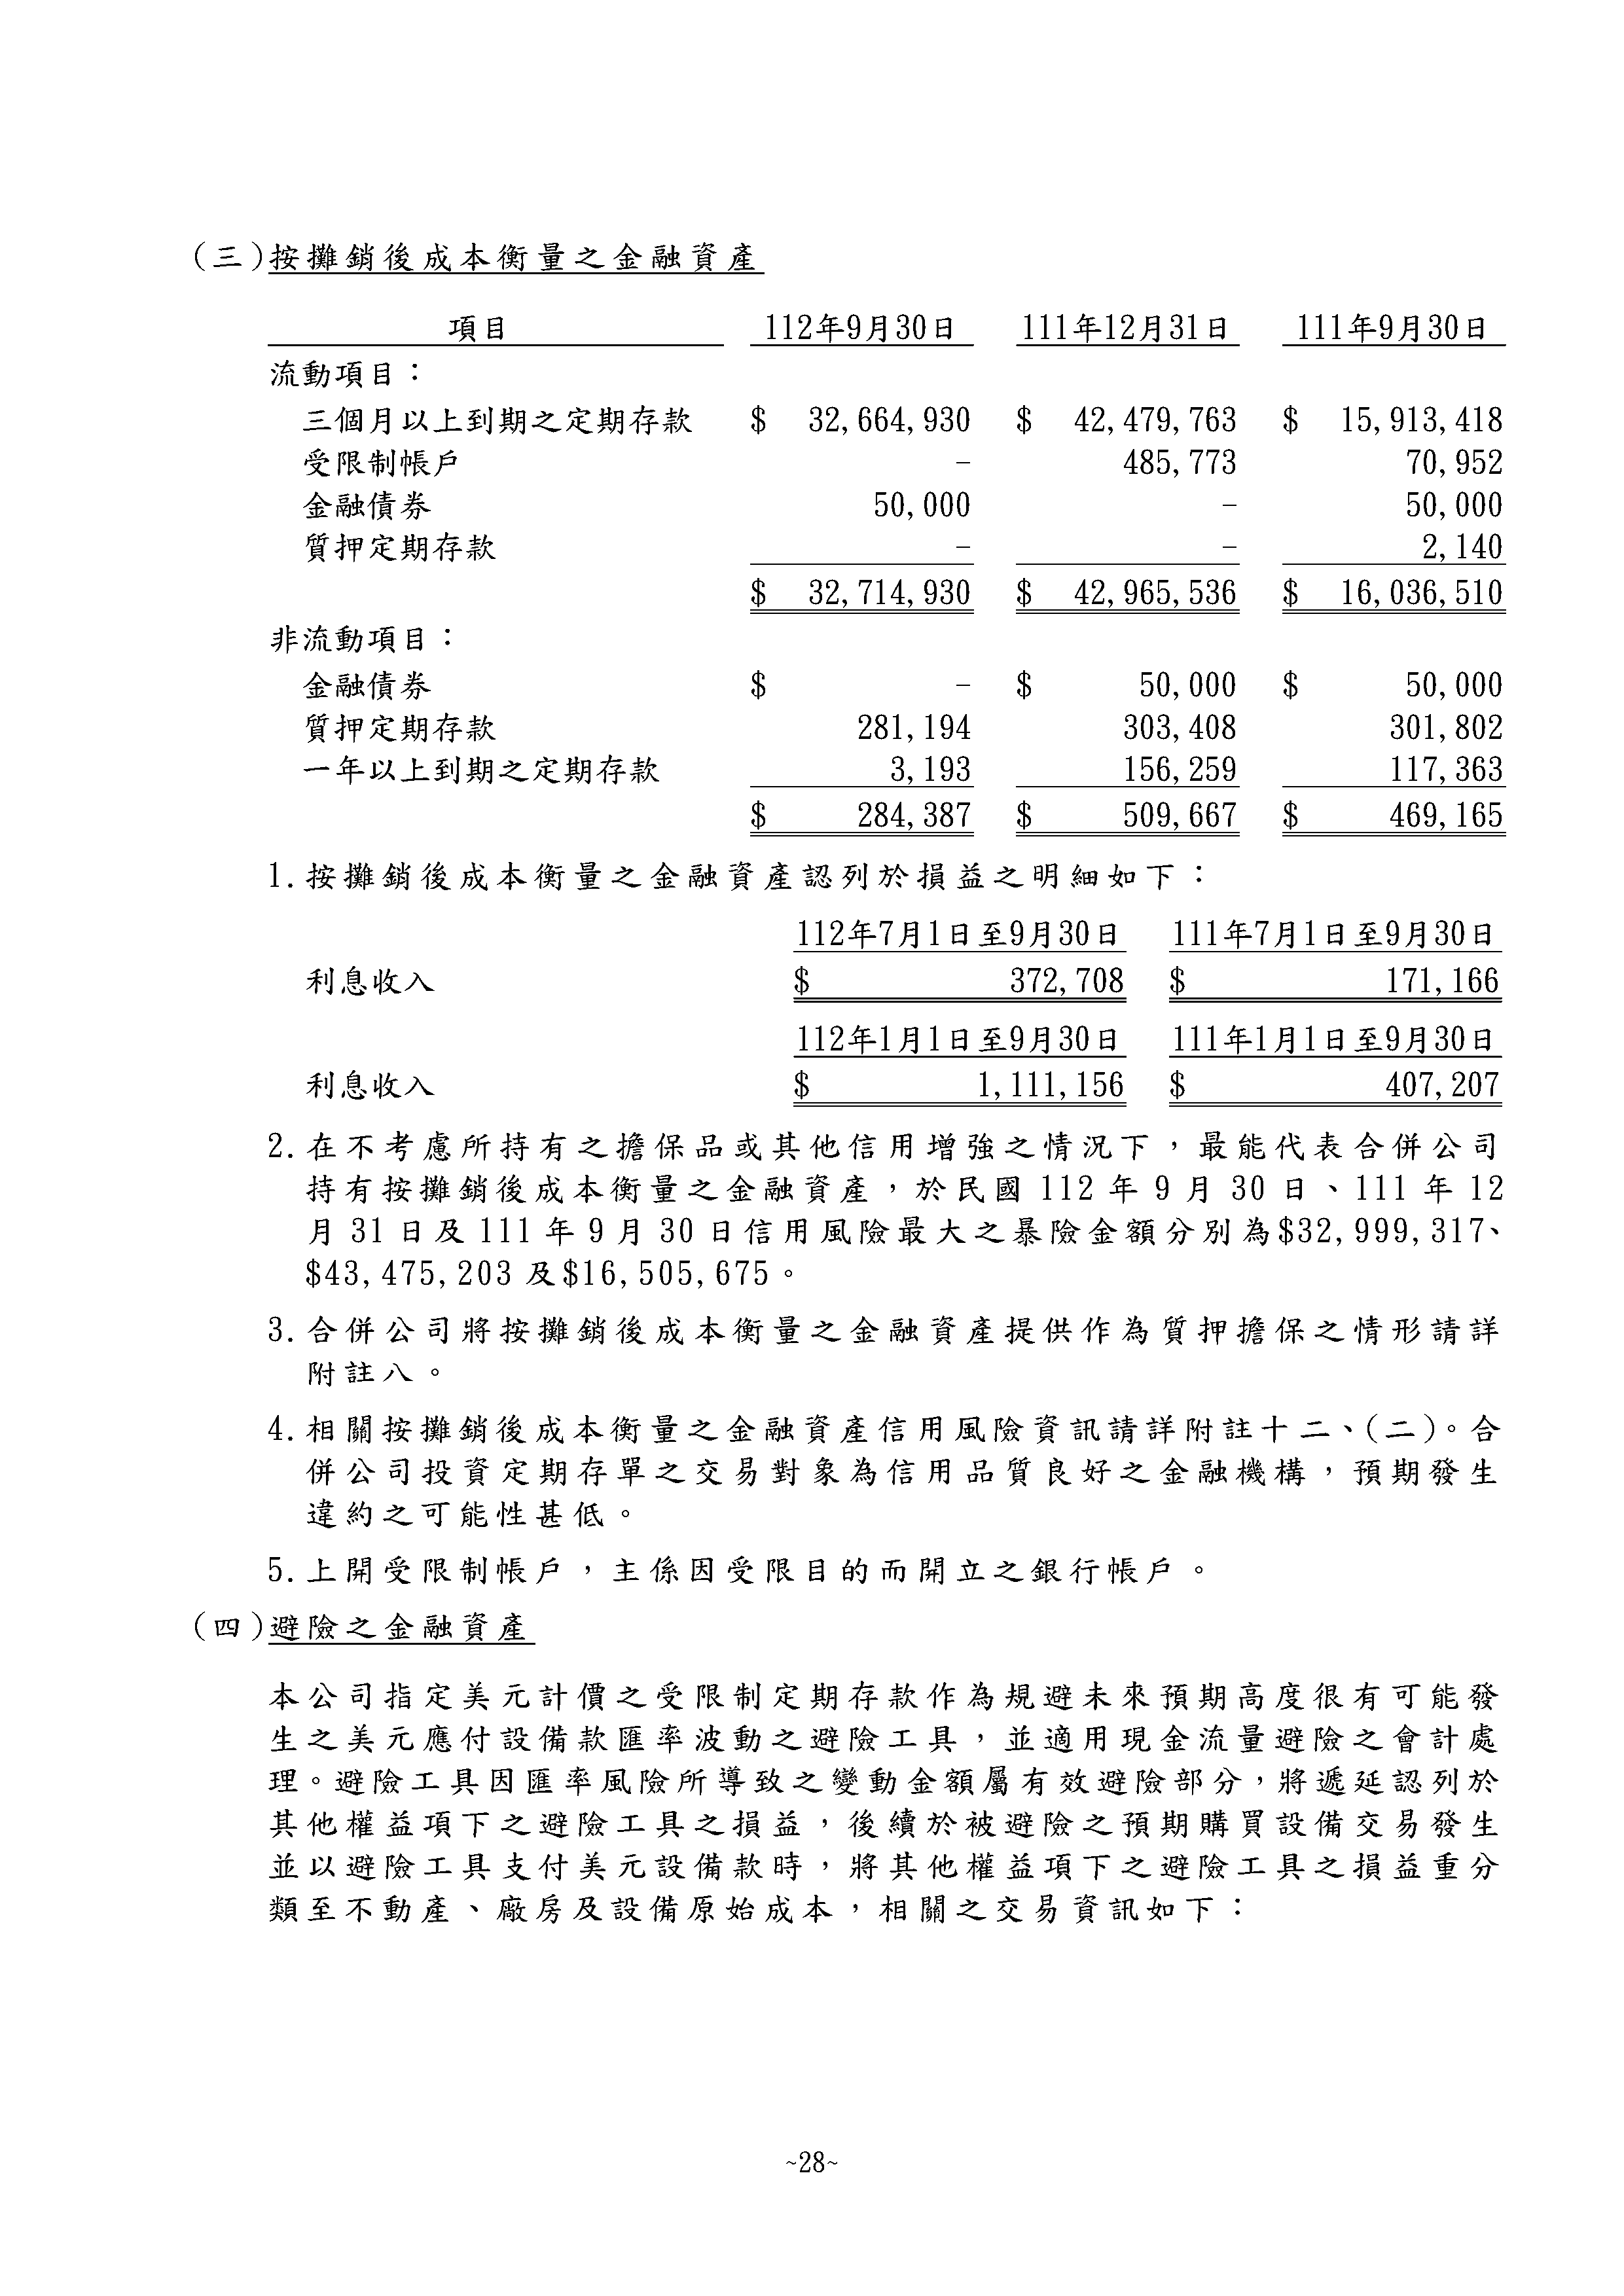 (三)按攤銷後成本衡量之金融資產
項目 112年9月30日 111年12月31日 111年9月30日
流動項目：
三個月以上到期之定期存款 $ 32,664,930 $ 42,479,763 $ 15,913,418
受限制帳戶 - 485,773 70,952
金融債券 50,000 - 50,000
質押定期存款 - - 2,140
$ 32,714,930 $ 42,965,536 $ 16,036,510
非流動項目：
金融債券 $ - $ 50,000 $ 50,000
質押定期存款 281,194 303,408 301,802
一年以上到期之定期存款 3,193 156,259 117,363
$ 284,387 $ 509,667 $ 469,165
1.按攤銷後成本衡量之金融資產認列於損益之明細如下：
112年7月1日至9月30日 111年7月1日至9月30日
利息收入 $ 372,708 $ 171,166
112年1月1日至9月30日 111年1月1日至9月30日
利息收入 $ 1,111,156 $ 407,207
2.在不考慮所持有之擔保品或其他信用增強之情況下，最能代表合併公司
持有按攤銷後成本衡量之金融資產，於民國 112 年 9 月 30 日、111 年 12
月 31 日及 111 年 9 月 30 日信用風險最大之暴險金額分別為$32,999,317、
$43,475,203 及$16,505,675。
3.合併公司將按攤銷後成本衡量之金融資產提供作為質押擔保之情形請詳
附註八。
4.相關按攤銷後成本衡量之金融資產信用風險資訊請詳附註十二、(二)。合
併公司投資定期存單之交易對象為信用品質良好之金融機構，預期發生
違約之可能性甚低。
5.上開受限制帳戶，主係因受限目的而開立之銀行帳戶。
(四)避險之金融資產
本公司指定美元計價之受限制定期存款作為規避未來預期高度很有可能發
生之美元應付設備款匯率波動之避險工具，並適用現金流量避險之會計處
理。避險工具因匯率風險所導致之變動金額屬有效避險部分，將遞延認列於
其他權益項下之避險工具之損益，後續於被避險之預期購買設備交易發生
並以避險工具支付美元設備款時，將其他權益項下之避險工具之損益重分
類至不動產、廠房及設備原始成本，相關之交易資訊如下：
~28~